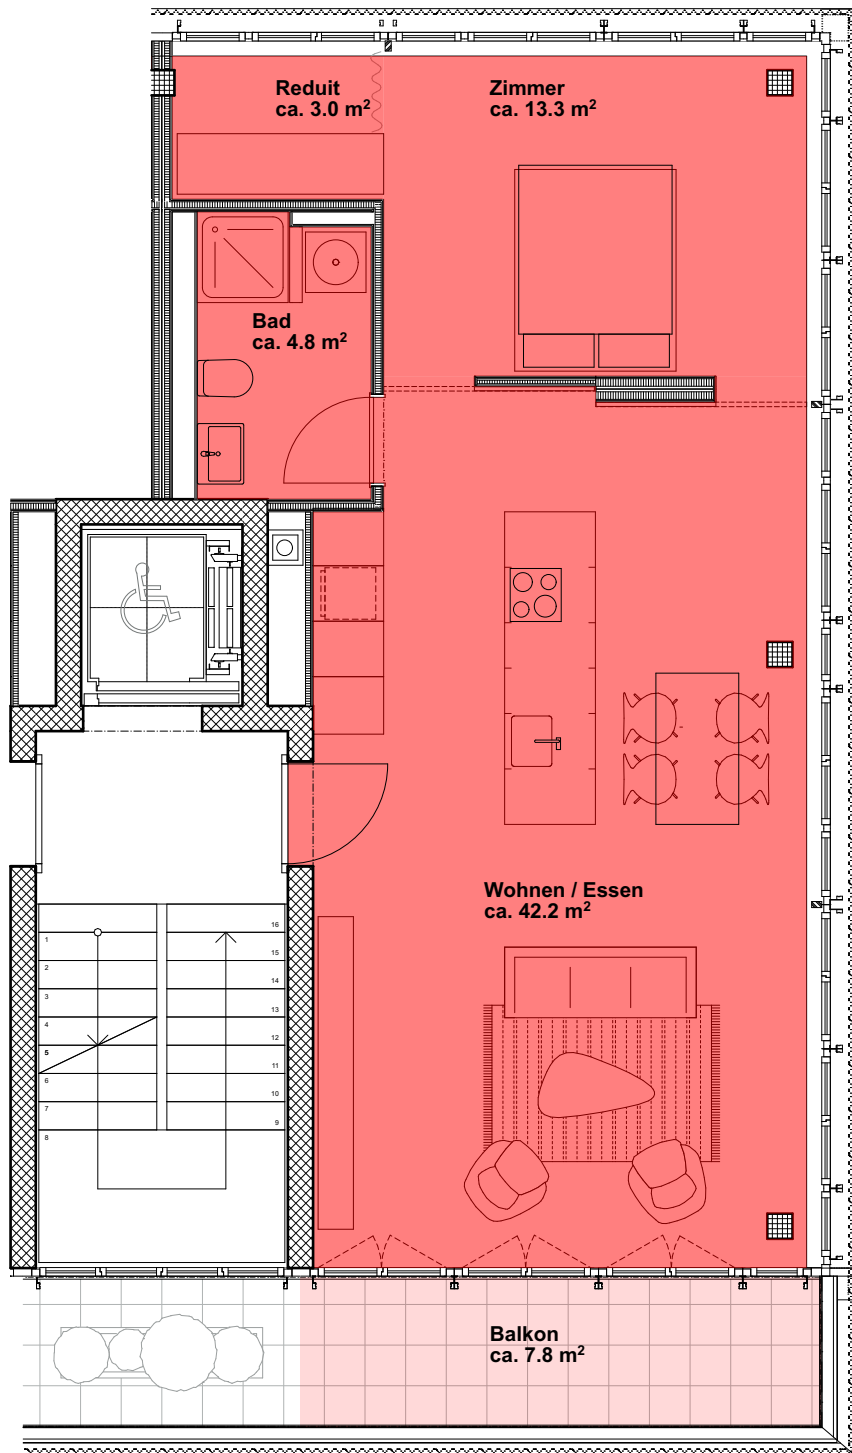 Reduit
ca. 3.0 m²
Zimmer
ca. 13.3 m²
Bad
ca. 4.8 m²
Wohnen / Essen
ca. 42.2 m²
1
2
3
4
5
6
7
8
16
15
14
13
12
11
10
9
Balkon
ca. 7.8 m²